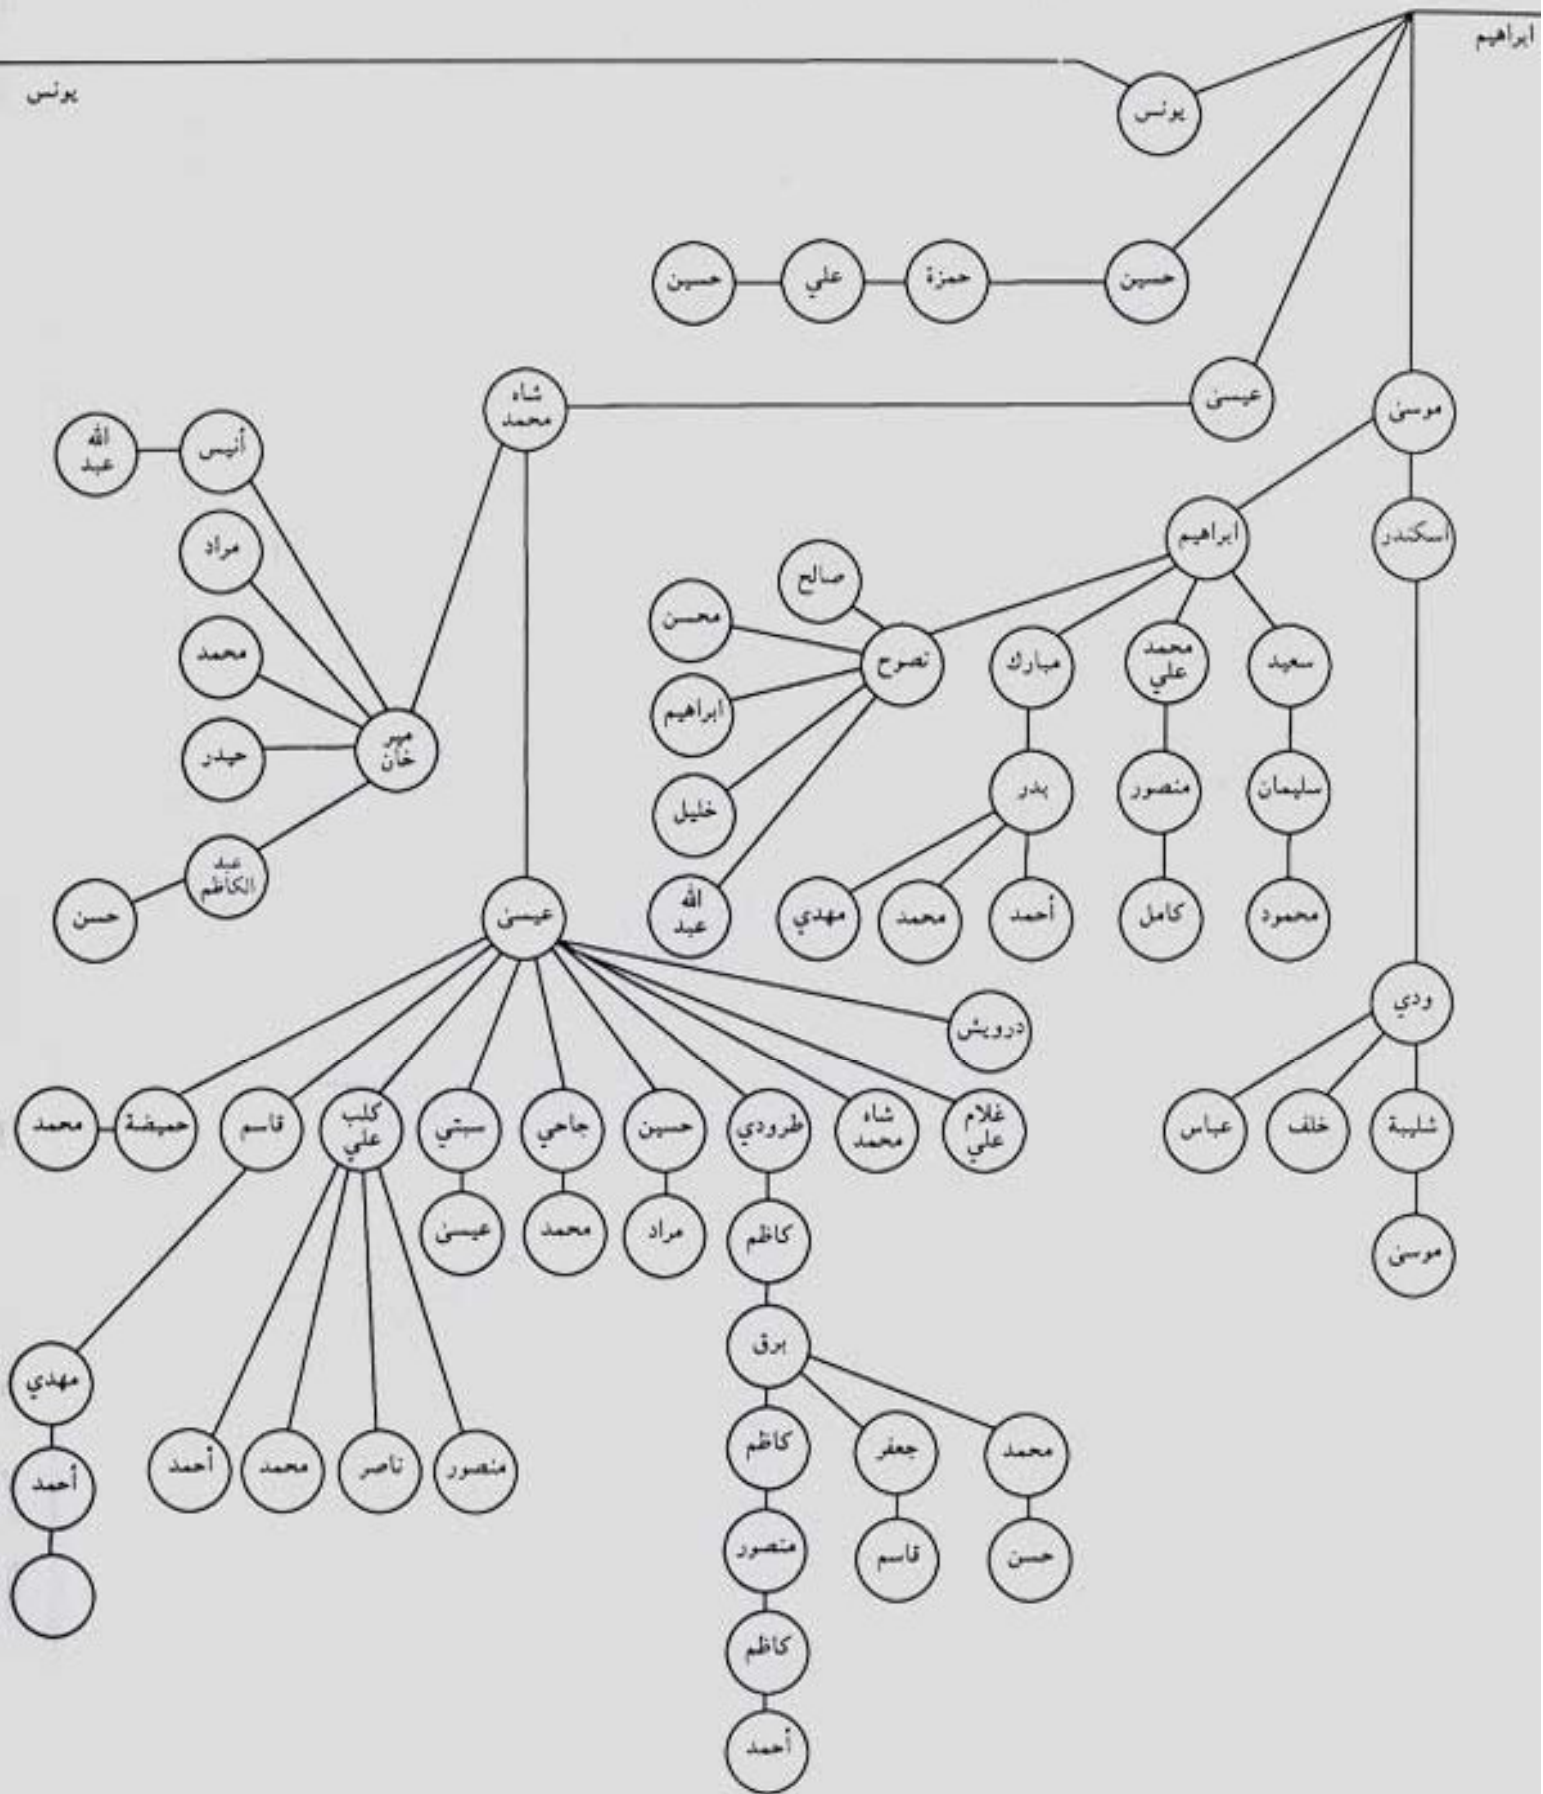 ابراهيم
يونس
يونس
حسين
حمزة
علي
حسين
عيسىٰ
شاه
محمد
موسىٰ
أنيس
الله
عبد
ابراهيم
اسكندر
مراد
صالح
محسن
محمد
نصوح
مبارك
محمد
علي
سعيد
ابراهيم
مهر
خان
حيدر
خليل
بدر
منصور
سليمان
عبد
الكاظم
حسن
عيسىٰ
الله
عبد
مهدي
محمد
أحمد
كامل
محمود
ودي
درويش
محمد
حميضة
قاسم
كلب
علي
سبتي
جاحي
حسين
طرودي
شاه
محمد
غلام
علي
عباس
خلف
شليبة
عيسىٰ
محمد
مراد
كاظم
موسىٰ
برق
مهدي
أحمد
محمد
ناصر
منصور
كاظم
جعفر
محمد
أحمد
منصور
قاسم
حسن
كاظم
أحمد